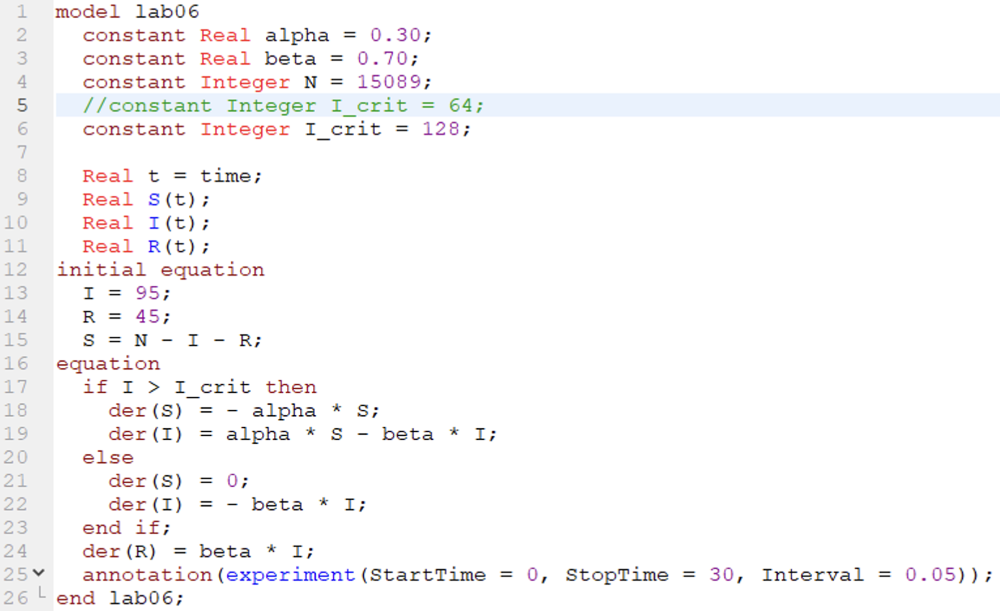 1 model lab06
2   constant Real alpha = 0.30;
3   constant Real beta = 0.70;
4   constant Integer N = 15089;
5   //constant Integer I_crit = 64;
6   constant Integer I_crit = 128;
7
8   Real t = time;
9   Real S(t);
10   Real I(t);
11   Real R(t);
12 initial equation
13   I = 95;
14   R = 45;
15   S = N - I - R;
16 equation
17   if I > I_crit then
18     der(S) = - alpha * S;
19     der(I) = alpha * S - beta * I;
20   else
21     der(S) = 0;
22     der(I) = - beta * I;
23   end if;
24   der(R) = beta * I;
25   annotation(experiment(StartTime = 0, StopTime = 30, Interval = 0.05));
26 end lab06;